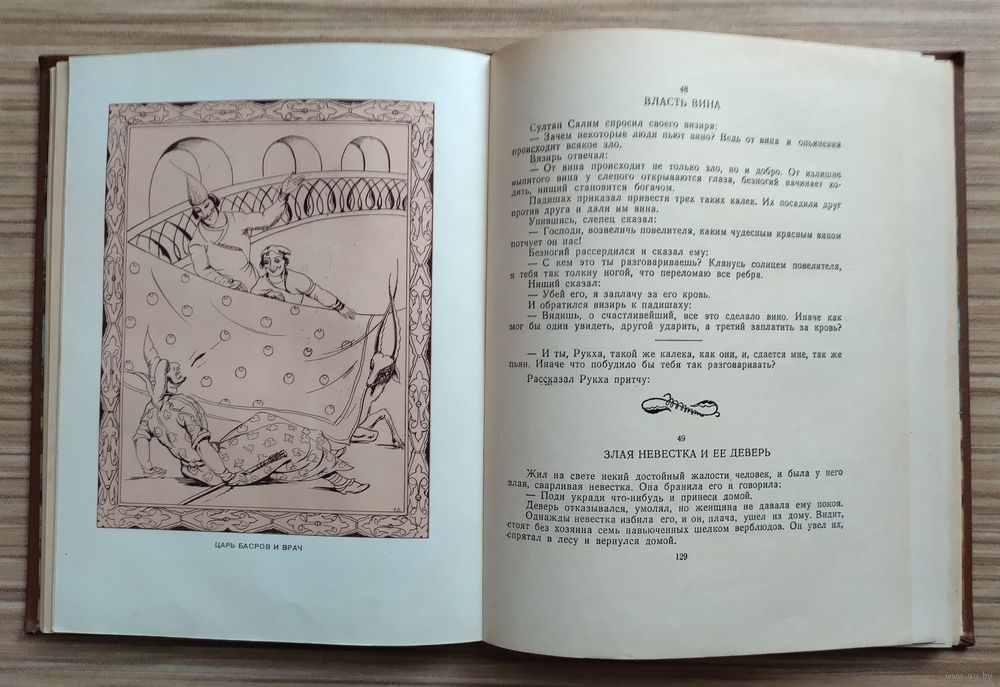 ЦАРЬ БАСРОВ И ВРАЧ
48
ВЛАСТЬ ВИНА
Султан Салим спросил своего визиря:
— Зачем некоторые люди пьют вино? Ведь от вина и опьянения
происходит всякое зло.
Визирь отвечал:
— От вина происходит не только зло, но и добро. От излишне
выпитого вина у слепого открываются глаза, безногий начинает хо-
дить, нищий становится богачом.
Падишах приказал привести трех таких калек. Их посадили друг
против друга и дали им вина.
Упившись, слепец сказал:
— Господи, возвеличь повелителя, каким чудесным красным вином
потчует он нас!
Безногий рассердился и сказал ему:
— С кем это ты разговариваешь? Клянусь солнцем повелителя,
я тебя так толкну ногой, что переломаю все ребра.
Нищий сказал:
— Убей его, я заплачу за его кровь.
И обратился визирь к падишаху:
— Видишь, о счастливейший, все это сделало вино. Иначе как
мог бы один увидеть, другой ударить, а третий заплатить за кровь?
— И ты, Рукха, такой же калека, как они, и, сдается мне, так же
пьян. Иначе что побудило бы тебя так разговаривать?
Рассказал Рукха притчу:
49
ЗЛАЯ НЕВЕСТКА И ЕЕ ДЕВЕРЬ
Жил на свете некий достойный жалости человек, и была у него
злая, сварливая невестка. Она бранила его и говорила:
— Поди укради что-нибудь и принеси домой.
Деверь отказывался, умолял, но женщина не давала ему покоя.
Однажды невестка избила его, и он, плача, ушел из дому. Видит,
стоят без хозяина семь навьюченных шелком верблюдов. Он увел их,
спрятал в лесу и вернулся домой.
129
www.ay.by